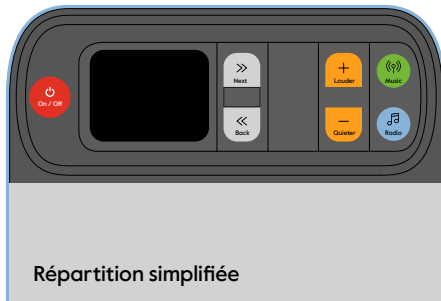 On / Off
Next
Back
+
Louder
−
Quieter
Music
Radio
Répartition simplifiée